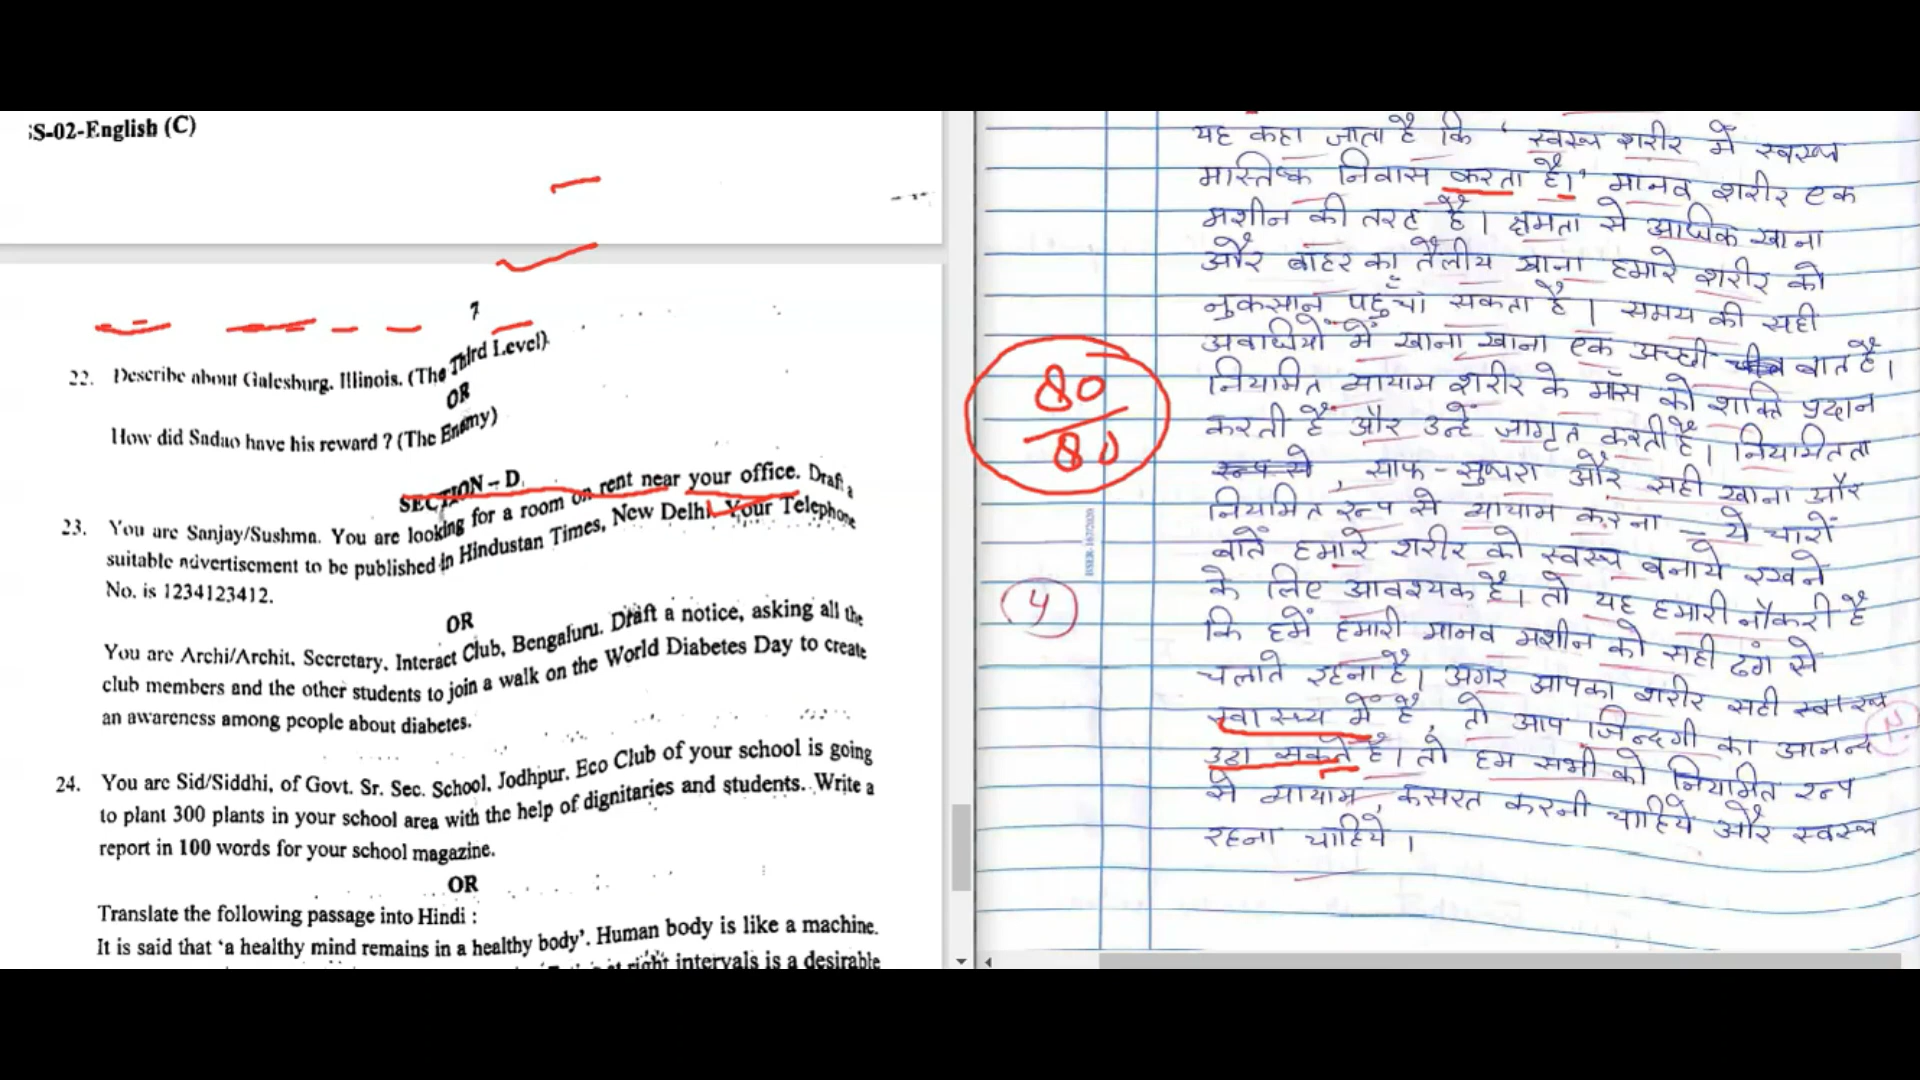 SS-02-English (C)
7
22. Describe about Galesburg, Illinois. (The Third Level)
OR
How did Sadao have his reward ? (The Enemy)
SECTION – D
23. You are Sanjay/Sushma. You are looking for a room on rent near your office. Draft a
suitable advertisement to be published in Hindustan Times, New Delhi. Your Telephone
No. is 1234123412.
OR
You are Archi/Archit, Secretary, Interact Club, Bengaluru. Draft a notice, asking all the
club members and the other students to join a walk on the World Diabetes Day to create
an awareness among people about diabetes.
24. You are Sid/Siddhi, of Govt. Sr. Sec. School, Jodhpur. Eco Club of your school is going
to plant 300 plants in your school area with the help of dignitaries and students. Write a
report in 100 words for your school magazine.
OR
Translate the following passage into Hindi :
It is said that 'a healthy mind remains in a healthy body'. Human body is like a machine.
right intervals is a desirable
यह कहा जाता है कि ' स्वस्थ शरीर में स्वस्थ
मास्तिष्क निवास करता है।' मानव शरीर एक
मशीन की तरह है। क्षमता से अधिक खाना
और बाहर का तैलीय खाना हमारे शरीर को
नुकसान पहुँचा सकता है। समय की सही
अवधियों में खाना खाना एक अच्छी बात है।
नियमित व्यायाम शरीर के माँस को शक्ति प्रदान
करती है और उन्हें जागृत करती है। नियमितता
रूप से, साफ-सुथरा और सही खाना और
नियमित रूप से व्यायाम करना – ये चारों
बातें हमारे शरीर को स्वस्थ बनाये रखने
के लिए आवश्यक है। तो यह हमारी नौकरी है
कि हमें हमारी मानव मशीन को सही ढंग से
चलाते रहना है। अगर आपका शरीर सही स्वास्थ्य
स्वास्थ्य में है, तो आप जिन्दगी का आनन्द
उठा सकते है। तो हम सभी को नियमित रूप
से व्यायाम, कसरत करनी चाहिये और स्वस्थ
रहना चाहिये।
80
80
4
BSER-1672020